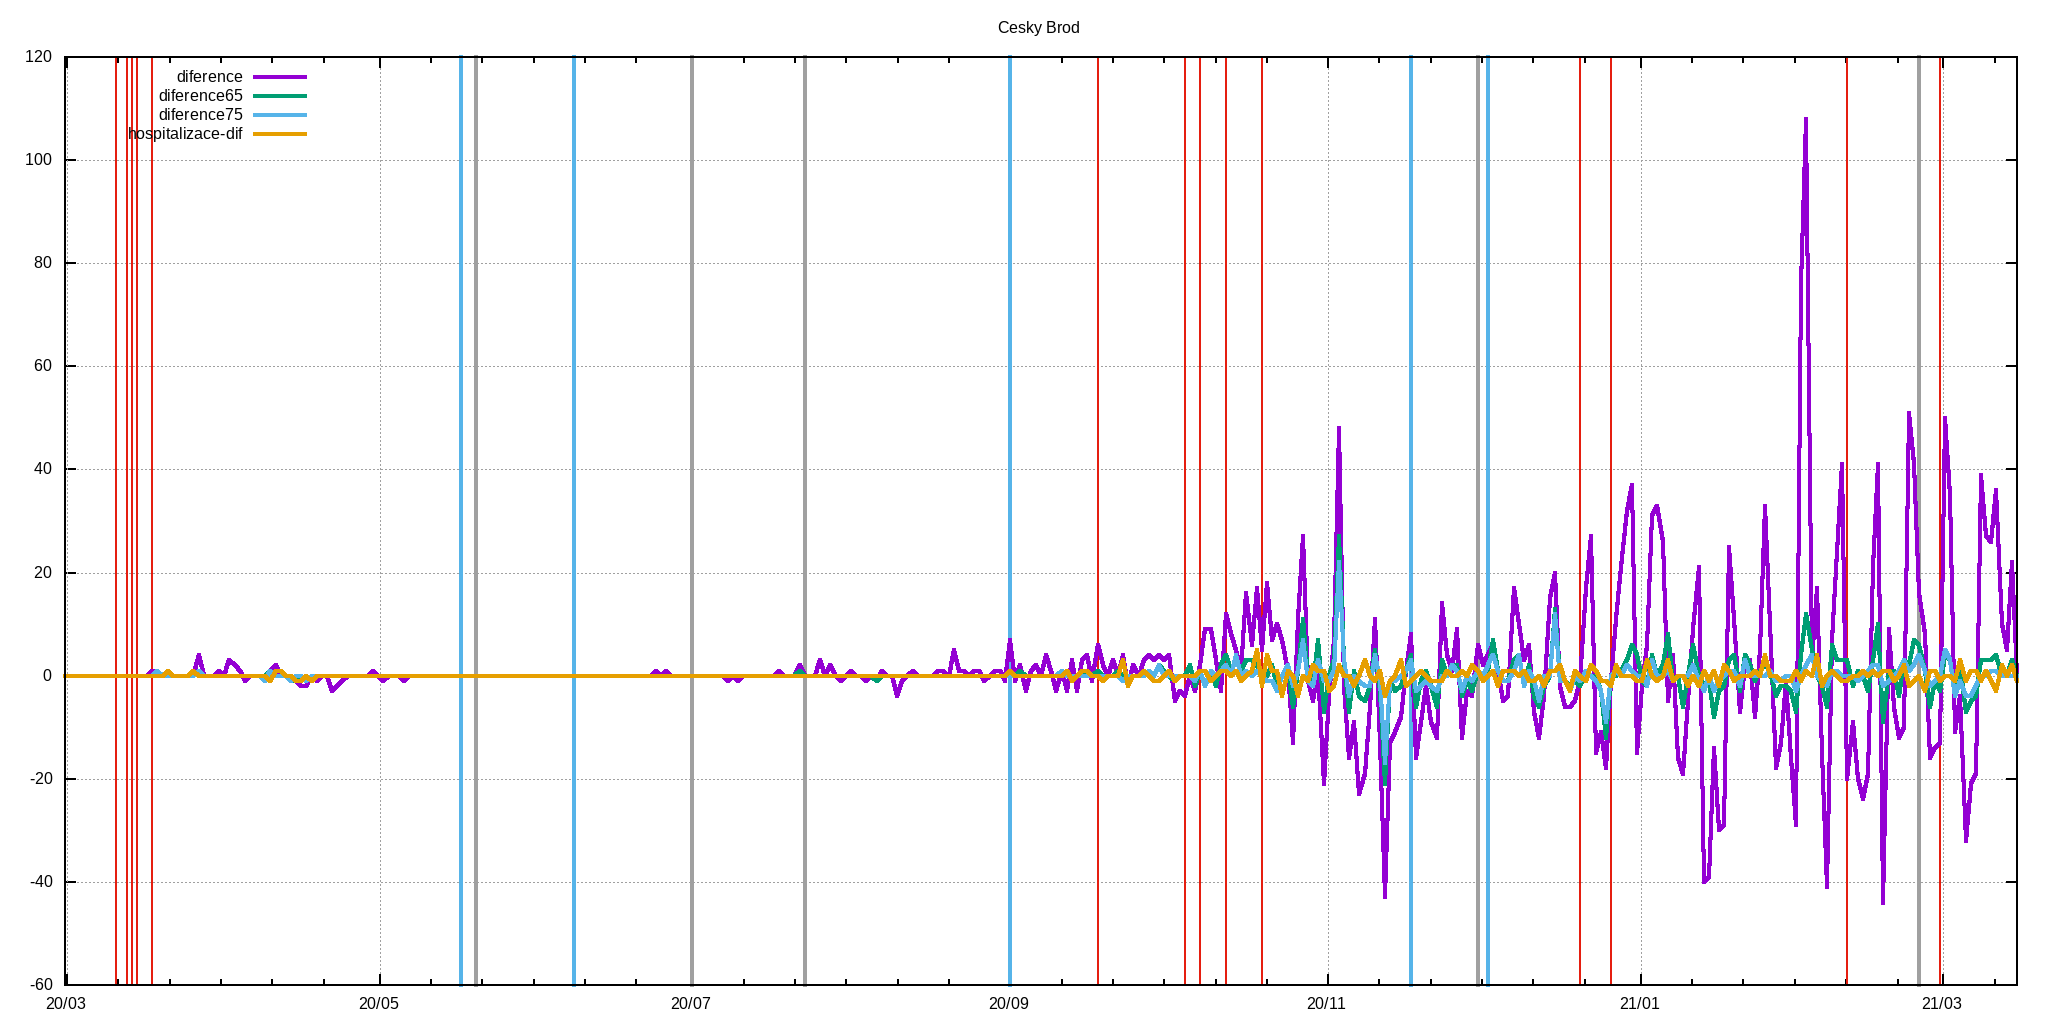 Cesky Brod
120
diference
diference65
diference75
hospitalizace-dif
100
80
60
40
20
0
-20
-40
-60
20/03 20/05 20/07 20/09 20/11 21/01 21/03